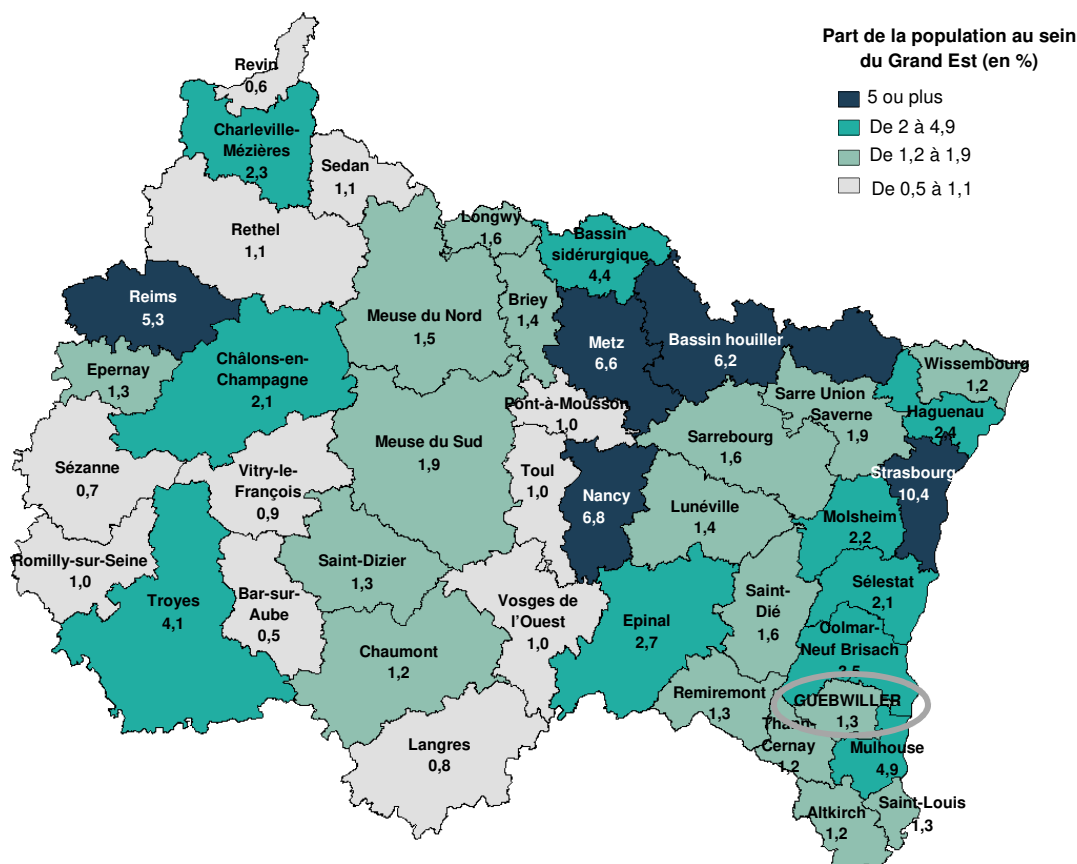 Part de la population au sein
du Grand Est (en %)
5 ou plus
De 2 à 4,9
De 1,2 à 1,9
De 0,5 à 1,1
Revin
0,6
Charleville-
Mézières
2,3
Sedan
1,1
Rethel
1,1
Longwy
1,6
Bassin
sidérurgique
4,4
Reims
5,3
Briey
1,4
Meuse du Nord
1,5
Metz
6,6
Bassin houiller
6,2
Epernay
1,3
Châlons-en-
Champagne
2,1
Wissembourg
1,2
Sarre Union
Saverne
1,9
Haguenau
2,4
Pont-à-Mousson
1,0
Meuse du Sud
1,9
Sarrebourg
1,6
Sézanne
0,7
Vitry-le-
François
0,9
Toul
1,0
Nancy
6,8
Strasbourg
10,4
Lunéville
1,4
Molsheim
2,2
Romilly-sur-Seine
1,0
Troyes
4,1
Bar-sur-
Aube
0,5
Saint-Dizier
1,3
Vosges de
l'Ouest
1,0
Epinal
2,7
Saint-
Dié
1,6
Sélestat
2,1
Colmar-
Neuf Brisach
3,5
Chaumont
1,2
Remiremont
1,3
GUEBWILLER
1,3
Thann-
Cernay
1,2
Langres
0,8
Mulhouse
4,9
Altkirch
1,2
Saint-Louis
1,3